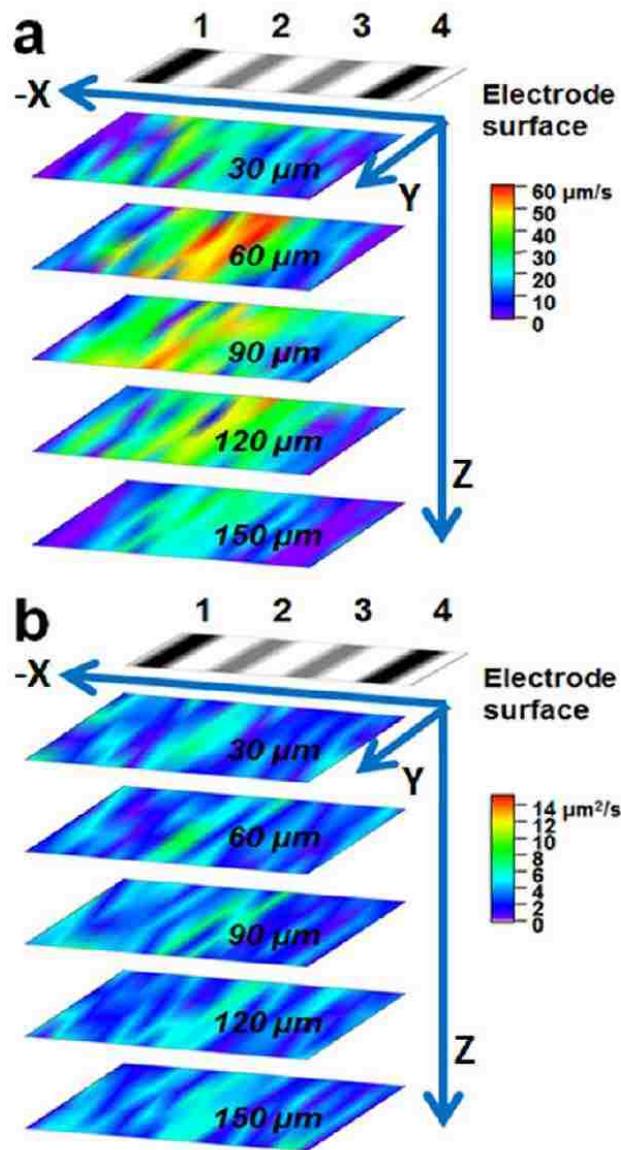 a
1 2 3 4
-X
Electrode
surface
30 µm
Y
60 µm/s
50
40
30
20
10
0
60 µm
90 µm
120 µm
Z
150 µm
b
1 2 3 4
-X
Electrode
surface
30 µm
Y
14 µm²/s
12
10
8
6
4
2
0
60 µm
90 µm
120 µm
Z
150 µm